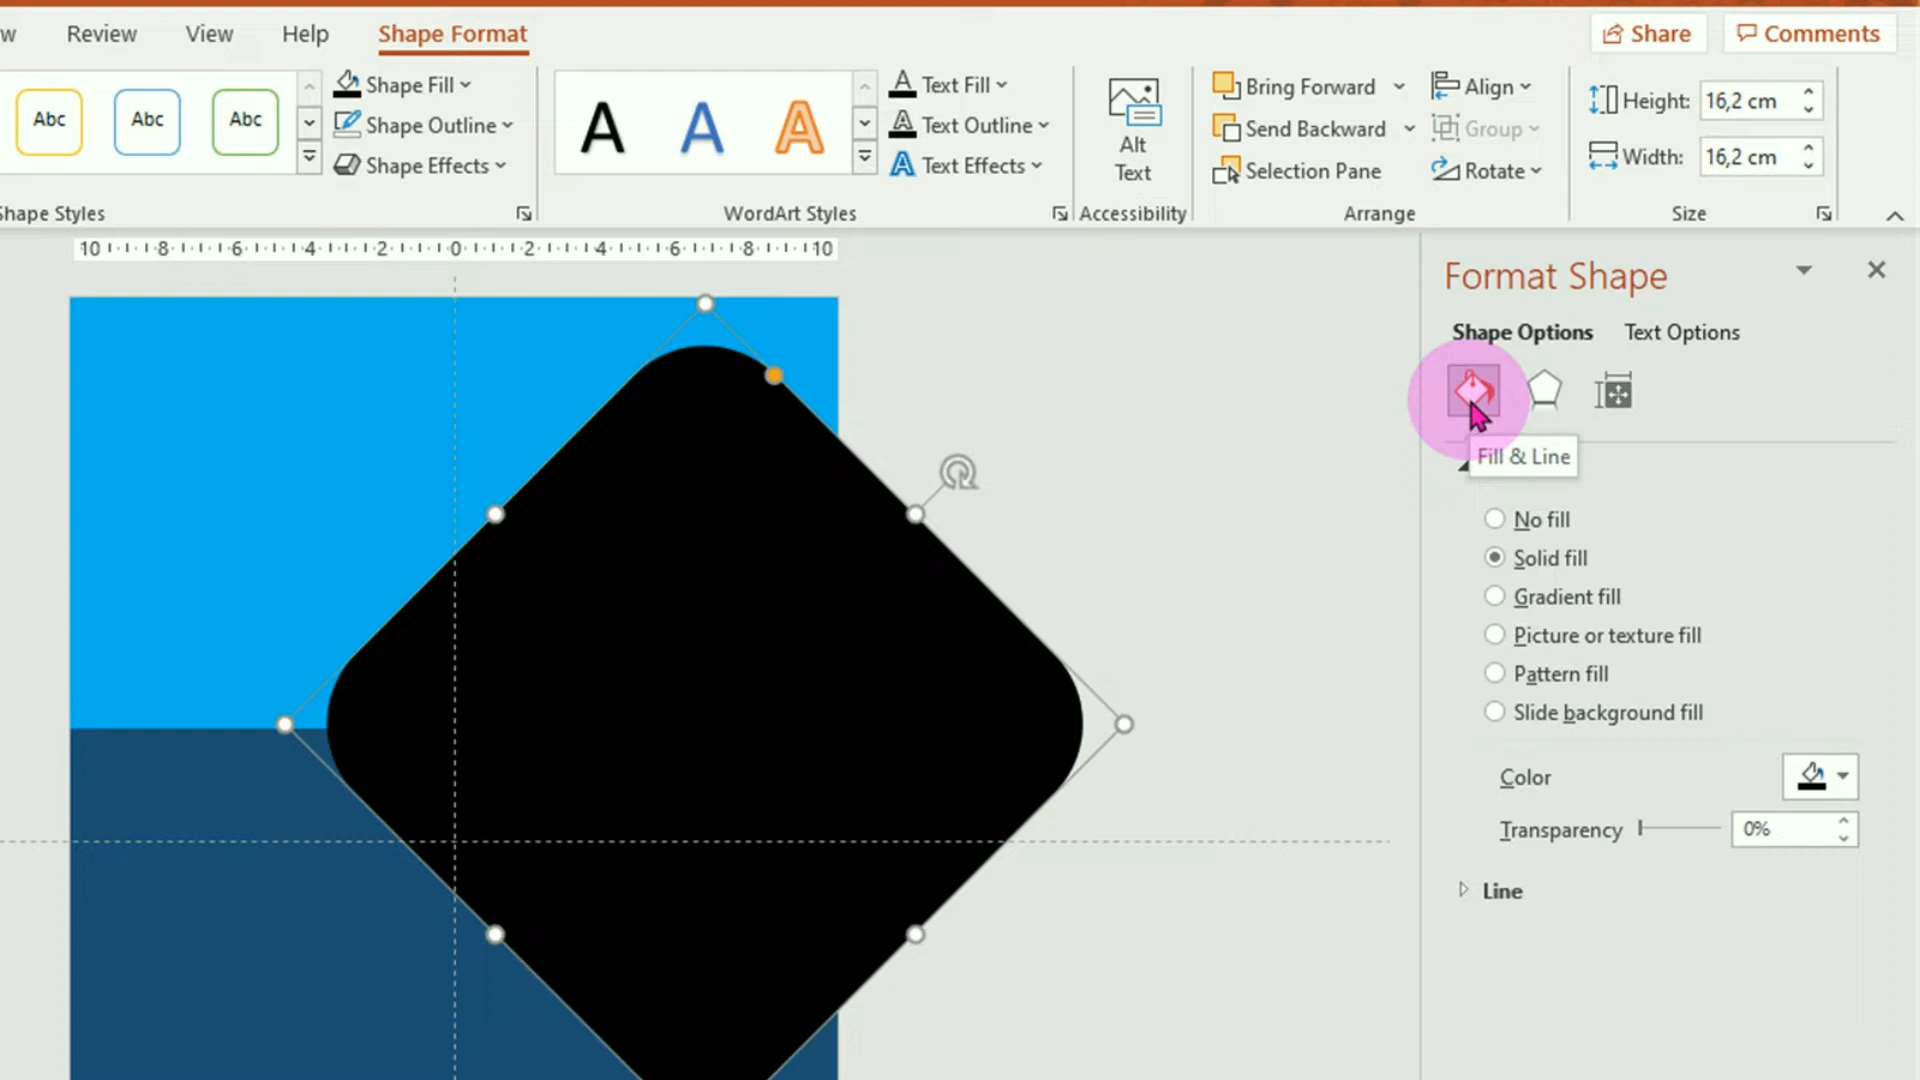 w Review View Help Shape Format Share Comments
Abc Abc Abc
Shape Fill
Shape Outline
Shape Effects
A A A
Text Fill
Text Outline
Text Effects
Alt
Text
Bring Forward
Send Backward
Selection Pane
Align
Group
Rotate
Height: 16,2 cm
Width: 16,2 cm
Shape Styles WordArt Styles Accessibility Arrange Size
10 8 6 4 2 0 2 4 6 8 10
Format Shape
Shape Options Text Options
Fill & Line
No fill
Solid fill
Gradient fill
Picture or texture fill
Pattern fill
Slide background fill
Color
Transparency 0%
Line